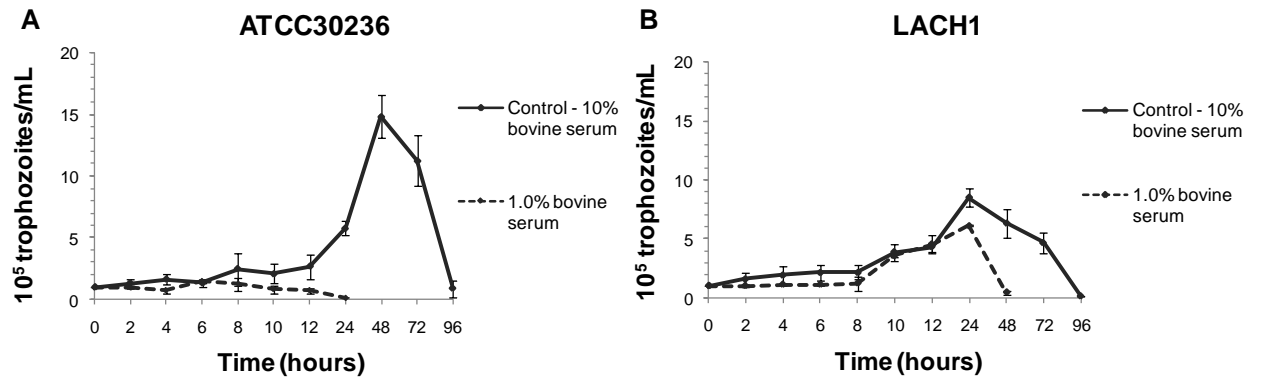 A
ATCC30236
10⁵ trophozoites/mL
20
15
10
5
0
0 2 4 6 8 10 12 24 48 72 96
Time (hours)
Control - 10%
bovine serum
1.0% bovine
serum
B
LACH1
10⁵ trophozoites/mL
20
15
10
5
0
0 2 4 6 8 10 12 24 48 72 96
Time (hours)
Control - 10%
bovine serum
1.0% bovine
serum